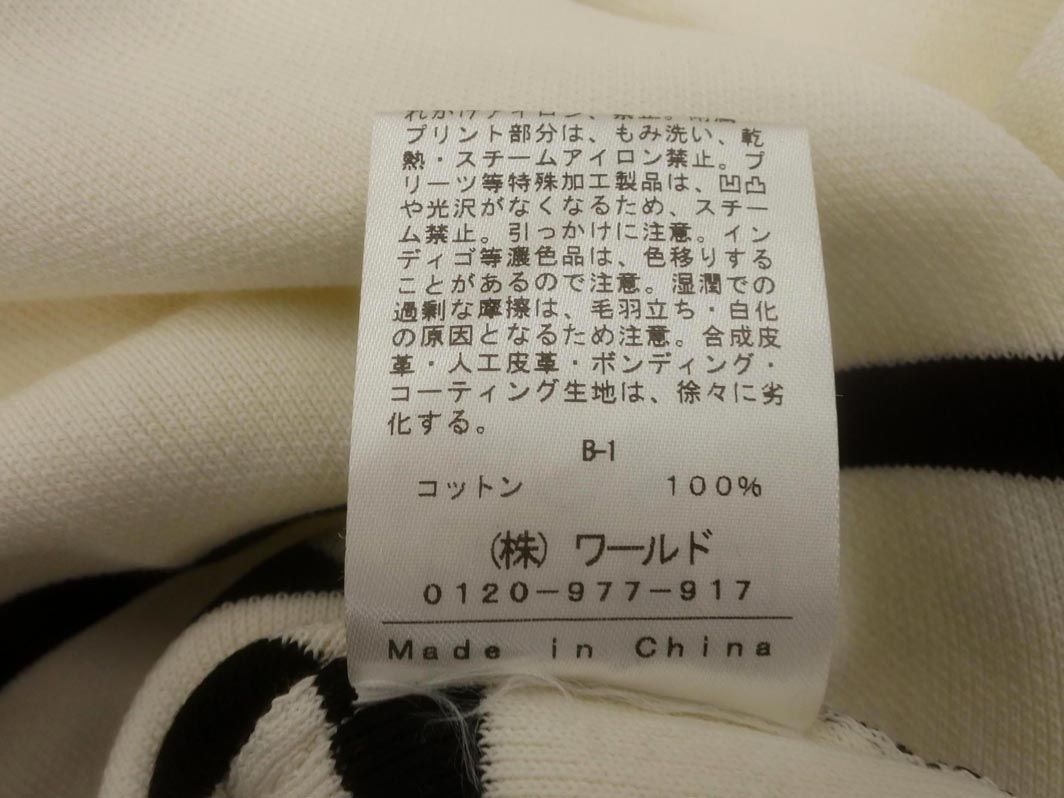 プリント部分は、もみ洗い、乾
熱・スチームアイロン禁止。プ
リーツ等特殊加工製品は、凹凸
や光沢がなくなるため、スチー
ム禁止。引っかけに注意。イン
ディゴ等濃色品は、色移りする
ことがあるので注意。湿潤での
過剰な摩擦は、毛羽立ち・白化
の原因となるため注意。合成皮
革・人工皮革・ボンディング・
コーティング生地は、徐々に劣
化する。
B-1
コットン 100%
(株) ワールド
0120-977-917
Made in China